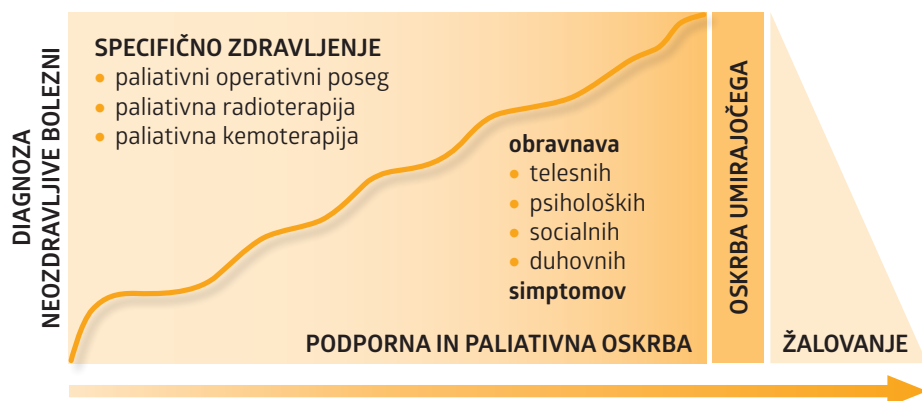 DIAGNOZA
NEOZDRAVLJIVE BOLEZNI
SPECIFIČNO ZDRAVLJENJE
• paliativni operativni poseg
• paliativna radioterapija
• paliativna kemoterapija
obravnava
• telesnih
• psiholoških
• socialnih
• duhovnih
simptomov
PODPORNA IN PALIATIVNA OSKRBA
OSKRBA UMIRAJOČEGA
ŽALOVANJE